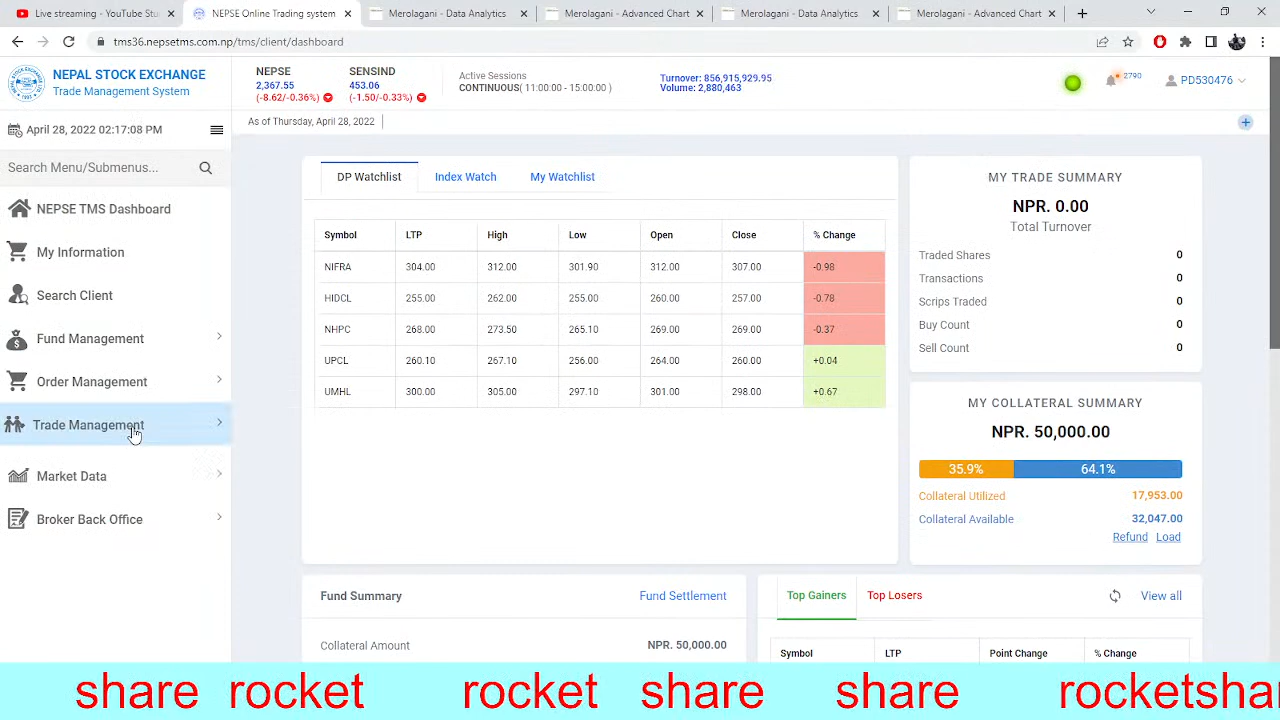 Live streaming - YouTube Stu
NEPSE Online Trading system
Merolagani - Data Analytics
Merolagani - Advanced Chart
Merolagani - Data Analytics
Merolagani - Advanced Chart
tms36.nepsetms.com.np/tms/client/dashboard
NEPAL STOCK EXCHANGE
Trade Management System
NEPSE
2,367.55
(-8.62/-0.36%)
SENSIND
453.06
(-1.50/-0.33%)
Active Sessions
CONTINUOUS( 11:00:00 - 15:00:00 )
Turnover: 856,915,929.95
Volume: 2,880,463
2790
PD530476
April 28, 2022 02:17:08 PM
As of Thursday, April 28, 2022
Search Menu/Submenus...
NEPSE TMS Dashboard
My Information
Search Client
Fund Management
Order Management
Trade Management
Market Data
Broker Back Office
DP Watchlist Index Watch My Watchlist
Symbol LTP High Low Open Close % Change
NIFRA 304.00 312.00 301.90 312.00 307.00 -0.98
HIDCL 255.00 262.00 255.00 260.00 257.00 -0.78
NHPC 268.00 273.50 265.10 269.00 269.00 -0.37
UPCL 260.10 267.10 256.00 264.00 260.00 +0.04
UMHL 300.00 305.00 297.10 301.00 298.00 +0.67
MY TRADE SUMMARY
NPR. 0.00
Total Turnover
Traded Shares 0
Transactions 0
Scrips Traded 0
Buy Count 0
Sell Count 0
MY COLLATERAL SUMMARY
NPR. 50,000.00
35.9% 64.1%
Collateral Utilized 17,953.00
Collateral Available 32,047.00
Refund Load
Fund Summary Fund Settlement
Collateral Amount NPR. 50,000.00
Top Gainers Top Losers View all
Symbol LTP Point Change % Change
share rocket rocket share share rocketshar